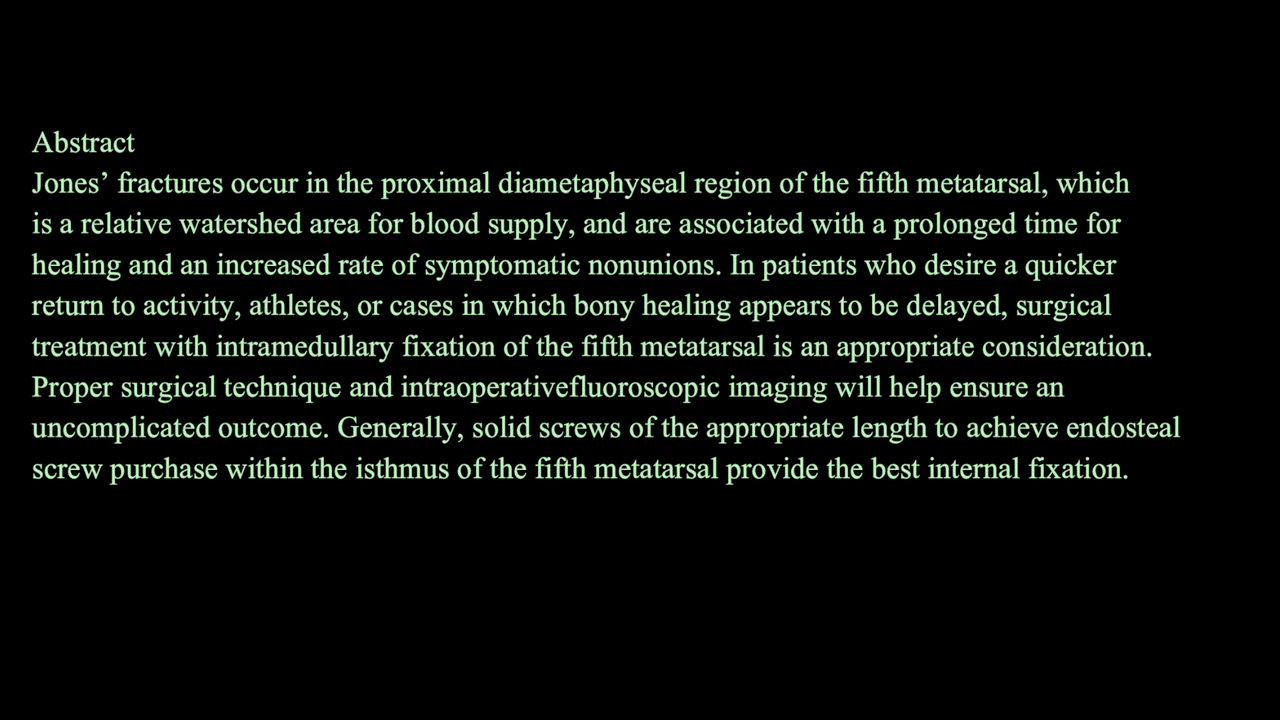 Abstract
Jones’ fractures occur in the proximal diametaphyseal region of the fifth metatarsal, which
is a relative watershed area for blood supply, and are associated with a prolonged time for
healing and an increased rate of symptomatic nonunions. In patients who desire a quicker
return to activity, athletes, or cases in which bony healing appears to be delayed, surgical
treatment with intramedullary fixation of the fifth metatarsal is an appropriate consideration.
Proper surgical technique and intraoperativefluoroscopic imaging will help ensure an
uncomplicated outcome. Generally, solid screws of the appropriate length to achieve endosteal
screw purchase within the isthmus of the fifth metatarsal provide the best internal fixation.